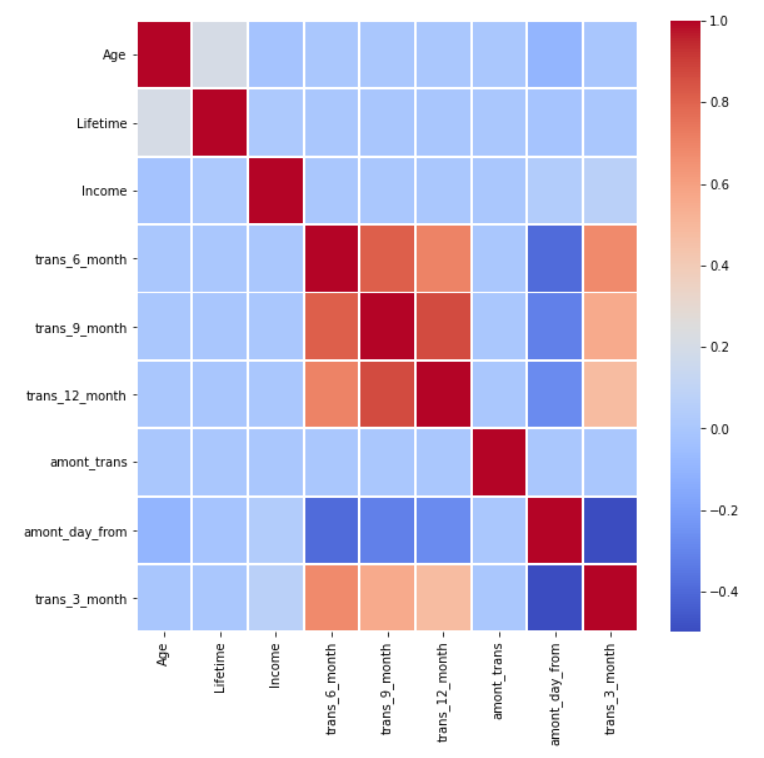 Age
Lifetime
Income
trans_6_month
trans_9_month
trans_12_month
amont_trans
amont_day_from
trans_3_month
Age
Lifetime
Income
trans_6_month
trans_9_month
trans_12_month
amont_trans
amont_day_from
trans_3_month
1.0
0.8
0.6
0.4
0.2
0.0
−0.2
−0.4